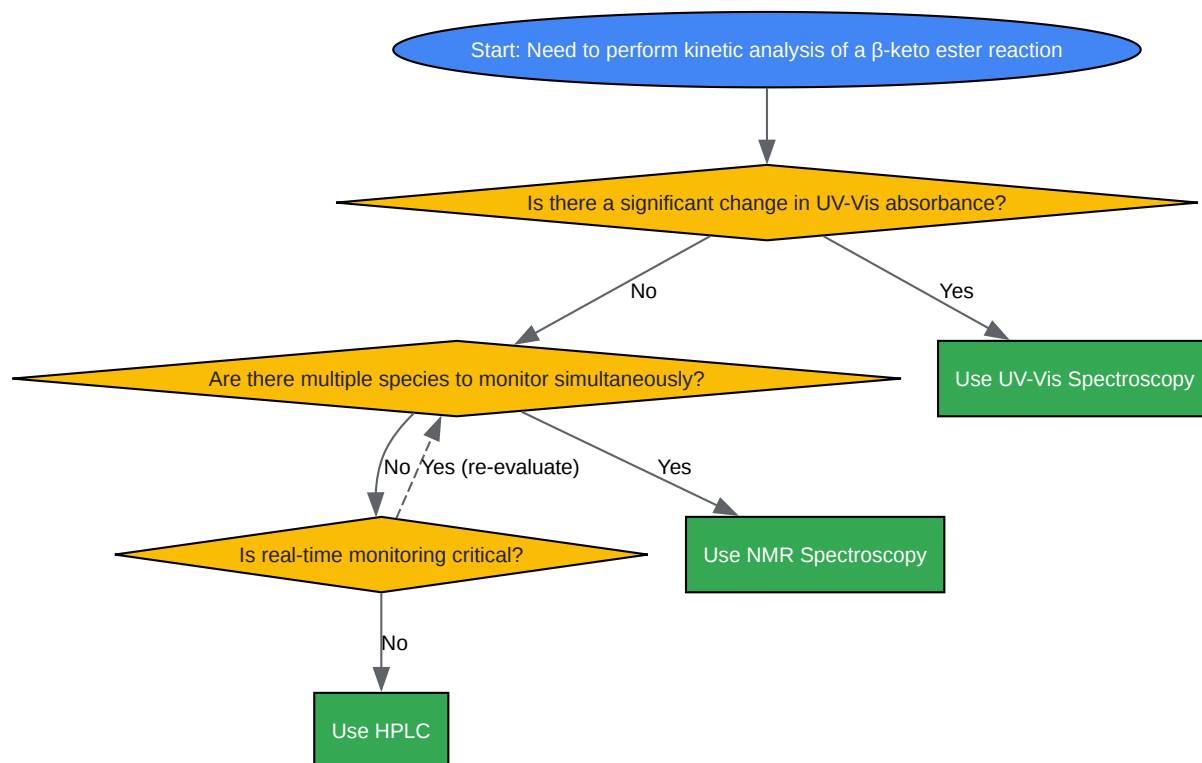 Start: Need to perform kinetic analysis of a β-keto ester reaction
Is there a significant change in UV-Vis absorbance?
No
Yes
Are there multiple species to monitor simultaneously?
Use UV-Vis Spectroscopy
No
Yes (re-evaluate)
Yes
Is real-time monitoring critical?
Use NMR Spectroscopy
No
Use HPLC